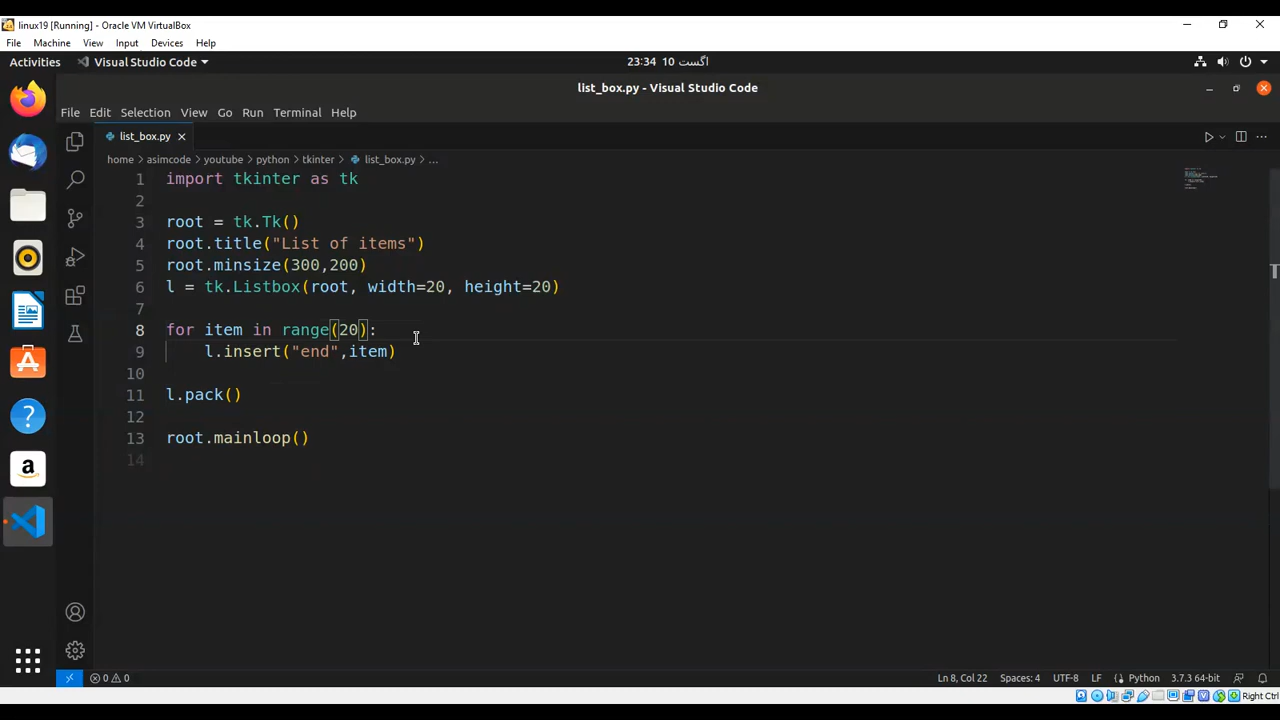 linux19 [Running] - Oracle VM VirtualBox
File Machine View Input Devices Help
Activities Visual Studio Code 23:34 10 اگست
list_box.py - Visual Studio Code
File Edit Selection View Go Run Terminal Help
list_box.py
home > asimcode > youtube > python > tkinter > list_box.py > ...
1 import tkinter as tk
2
3 root = tk.Tk()
4 root.title("List of items")
5 root.minsize(300,200)
6 l = tk.Listbox(root, width=20, height=20)
7
8 for item in range(20):
9 l.insert("end",item)
10
11 l.pack()
12
13 root.mainloop()
14
a
0 0 Ln 8, Col 22 Spaces: 4 UTF-8 LF Python 3.7.3 64-bit
Right Ctrl